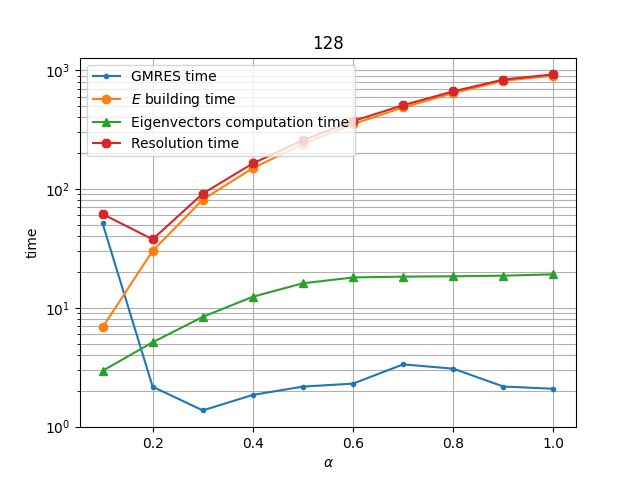 128
GMRES time
E building time
Eigenvectors computation time
Resolution time
10³
10²
10¹
10⁰
time
0.2 0.4 0.6 0.8 1.0
α